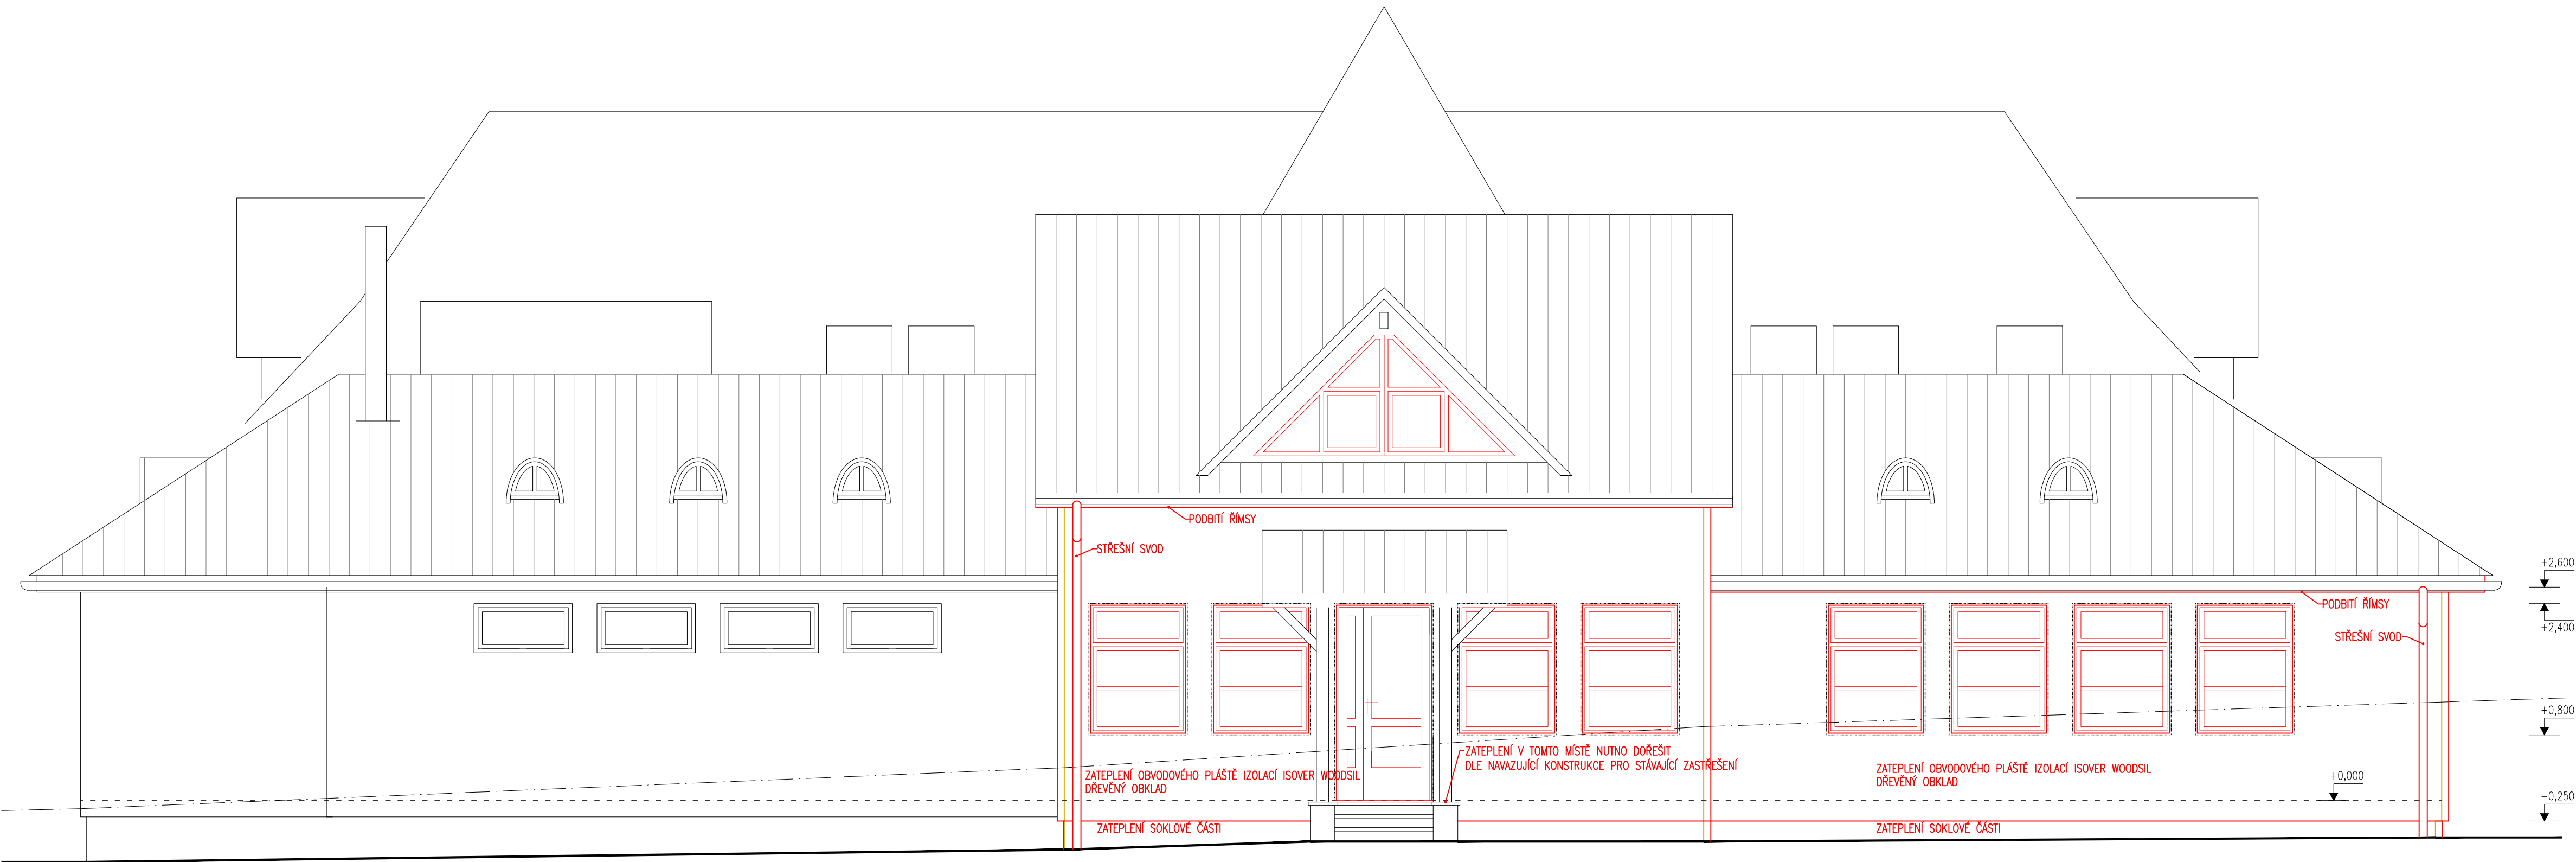 PODBITÍ ŘÍMSY
STŘEŠNÍ SVOD
+2,600
PODBITÍ ŘÍMSY
+2,400
STŘEŠNÍ SVOD
+0,800
ZATEPLENÍ V TOMTO MÍSTĚ NUTNO DOŘEŠIT
DLE NAVAZUJÍCÍ KONSTRUKCE PRO STÁVAJÍCÍ ZASTŘEŠENÍ
ZATEPLENÍ OBVODOVÉHO PLÁŠTĚ IZOLACÍ ISOVER WOODSIL
DŘEVĚNÝ OBKLAD
ZATEPLENÍ OBVODOVÉHO PLÁŠTĚ IZOLACÍ ISOVER WOODSIL
DŘEVĚNÝ OBKLAD
+0,000
-0,250
ZATEPLENÍ SOKLOVÉ ČÁSTI
ZATEPLENÍ SOKLOVÉ ČÁSTI